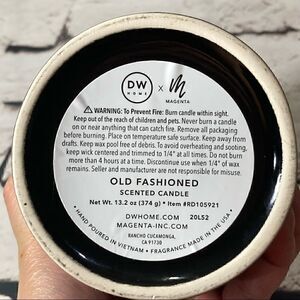 DW
HOME
X
M
MAGENTA
⚠ WARNING: To Prevent Fire: Burn candle within sight.
Keep out of the reach of children and pets. Never burn a candle
on or near anything that can catch fire. Remove all packaging
before burning. Place on temperature safe surface. Keep away from
drafts. Keep wax pool free of debris. To avoid overheating and sooting,
keep wick centered and trimmed to 1/4" at all times. Do not burn
more than 4 hours at a time. Discontinue use when 1/4" of wax
remains. Seller and manufacturer are not responsible for misuse.
OLD FASHIONED
SCENTED CANDLE
Net Wt. 13.2 oz (374 g) • Item #RD105921
DWHOME.COM 20L52
MAGENTA-INC.COM
RANCHO CUCAMONGA,
CA 91730
• HAND POURED IN VIETNAM • FRAGRANCE MADE IN THE USA •